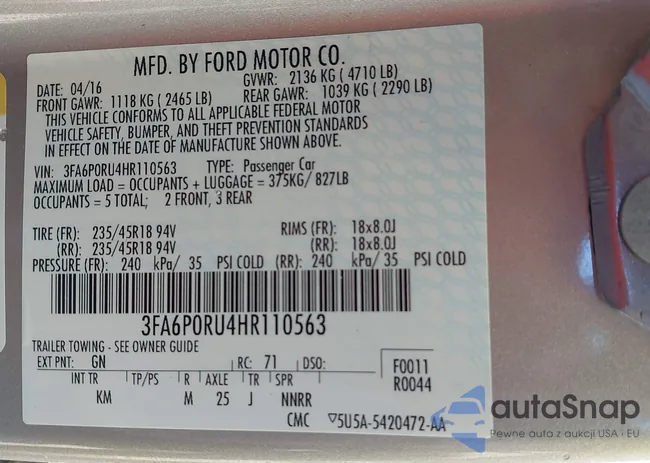 MFD. BY FORD MOTOR CO.
DATE: 04/16 GVWR: 2136 KG ( 4710 LB)
FRONT GAWR: 1118 KG ( 2465 LB) REAR GAWR: 1039 KG ( 2290 LB)
THIS VEHICLE CONFORMS TO ALL APPLICABLE FEDERAL MOTOR
VEHICLE SAFETY, BUMPER, AND THEFT PREVENTION STANDARDS
IN EFFECT ON THE DATE OF MANUFACTURE SHOWN ABOVE.
VIN: 3FA6P0RU4HR110563 TYPE: Passenger Car
MAXIMUM LOAD = OCCUPANTS + LUGGAGE = 375KG/ 827LB
OCCUPANTS = 5 TOTAL; 2 FRONT, 3 REAR
TIRE (FR): 235/45R18 94V RIMS (FR): 18x8.0J
(RR): 235/45R18 94V (RR): 18x8.0J
PRESSURE (FR): 240 kPa/ 35 PSI COLD (RR): 240 kPa/ 35 PSI COLD
3FA6P0RU4HR110563
TRAILER TOWING - SEE OWNER GUIDE
EXT PNT: GN RC: 71 DSO: F0011
R0044
INT TR TP/PS R AXLE TR SPR
KM M 25 J NNRR
CMC ▽5U5A-5420472-AA
autaSnap
Pewne auta z aukcji USA i EU